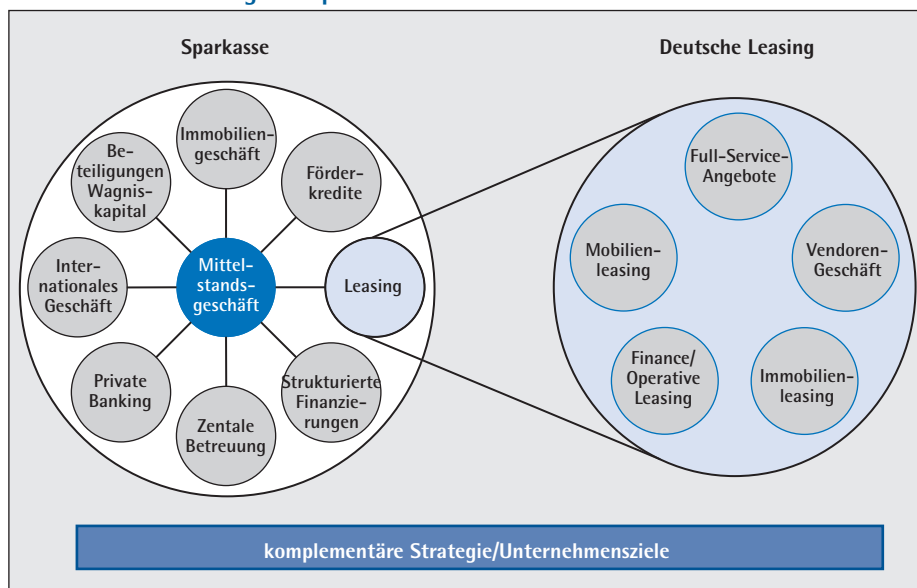 Sparkasse
Deutsche Leasing
Immobilien-
geschäft
Förder-
kredite
Leasing
Strukturierte
Finanzie-
rungen
Zentale
Betreuung
Private
Banking
Inter-
nationales
Geschäft
Be-
teiligungen
Wagnis-
kapital
Mittel-
stands-
geschäft
Full-Service-
Angebote
Vendoren-
Geschäft
Immobilien-
leasing
Finance/
Operative
Leasing
Mobilien-
leasing
komplementäre Strategie/Unternehmensziele